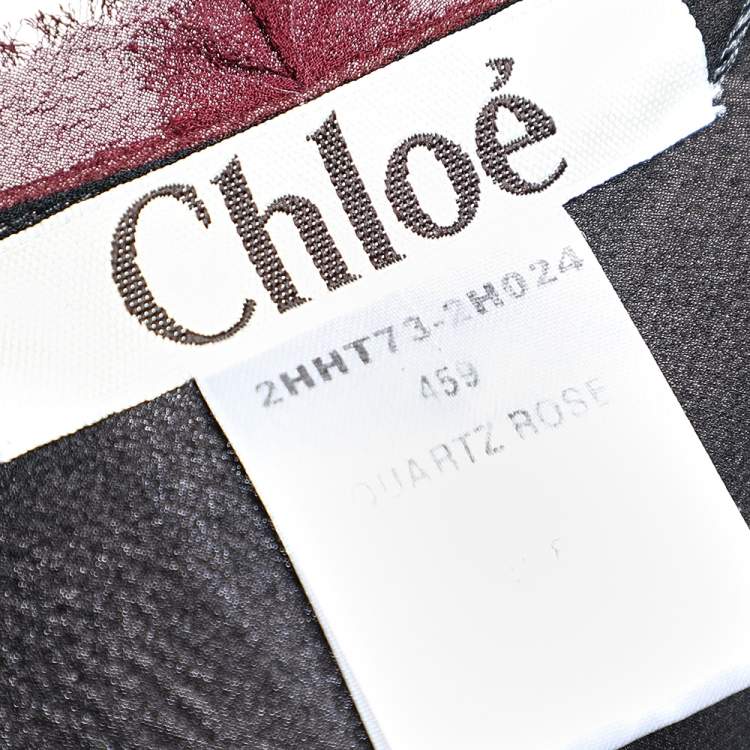 Chloé
2HHT73-2H024
459
QUARTZ ROSE